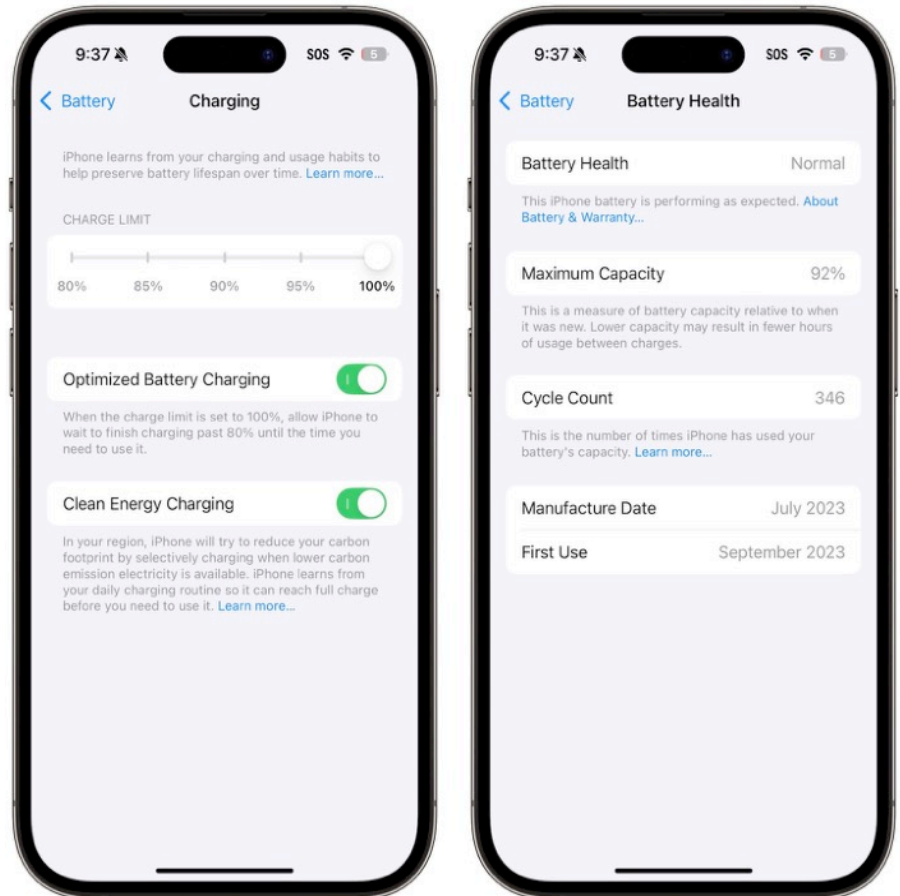 9:37
SOS
5
Battery
Charging
iPhone learns from your charging and usage habits to
help preserve battery lifespan over time. Learn more...
CHARGE LIMIT
80% 85% 90% 95% 100%
Optimized Battery Charging
When the charge limit is set to 100%, allow iPhone to
wait to finish charging past 80% until the time you
need to use it.
Clean Energy Charging
In your region, iPhone will try to reduce your carbon
footprint by selectively charging when lower carbon
emission electricity is available. iPhone learns from
your daily charging routine so it can reach full charge
before you need to use it. Learn more...
9:37
SOS
5
Battery
Battery Health
Battery Health Normal
This iPhone battery is performing as expected. About
Battery & Warranty...
Maximum Capacity 92%
This is a measure of battery capacity relative to when
it was new. Lower capacity may result in fewer hours
of usage between charges.
Cycle Count 346
This is the number of times iPhone has used your
battery's capacity. Learn more...
Manufacture Date July 2023
First Use September 2023